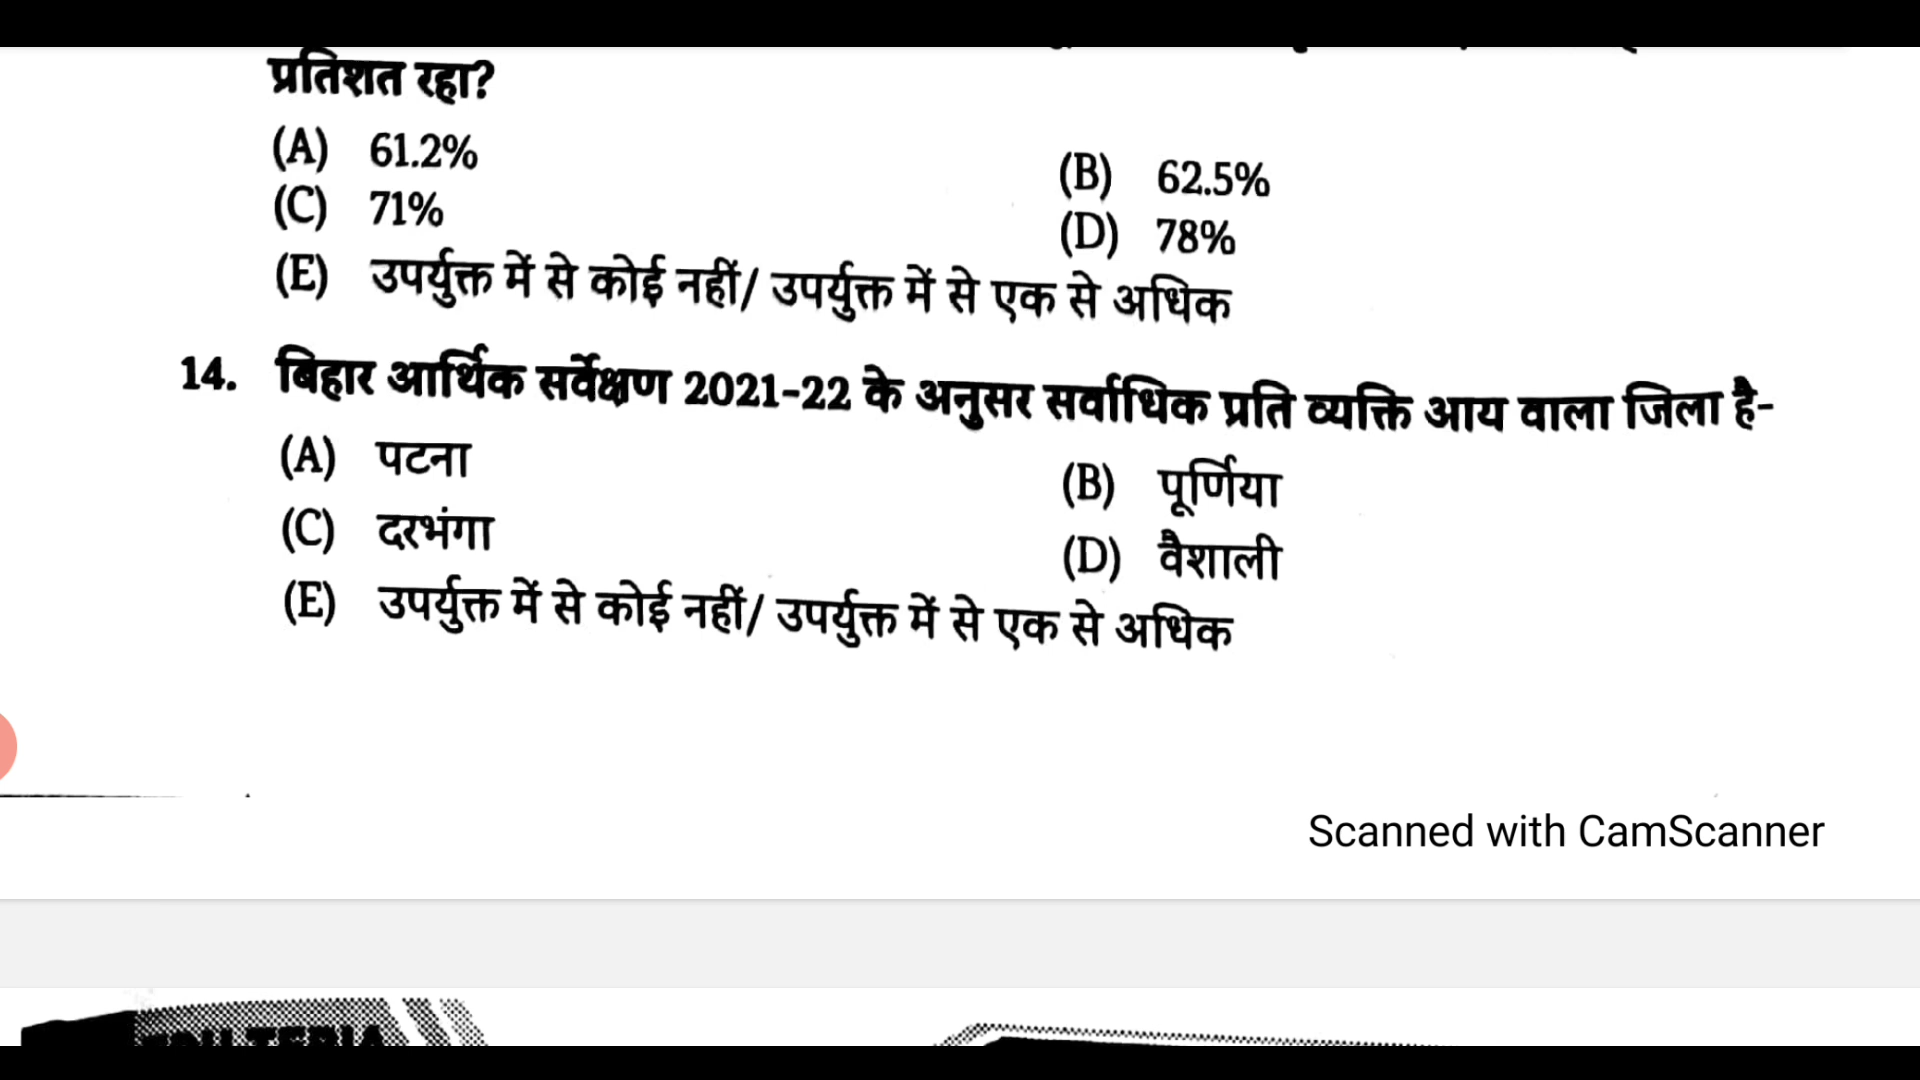 प्रतिशत रहा?
(A) 61.2%
(B) 62.5%
(C) 71%
(D) 78%
(E) उपर्युक्त में से कोई नहीं/ उपर्युक्त में से एक से अधिक
14. बिहार आर्थिक सर्वेक्षण 2021-22 के अनुसर सर्वाधिक प्रति व्यक्ति आय वाला जिला है-
(A) पटना
(B) पूर्णिया
(C) दरभंगा
(D) वैशाली
(E) उपर्युक्त में से कोई नहीं/ उपर्युक्त में से एक से अधिक
Scanned with CamScanner